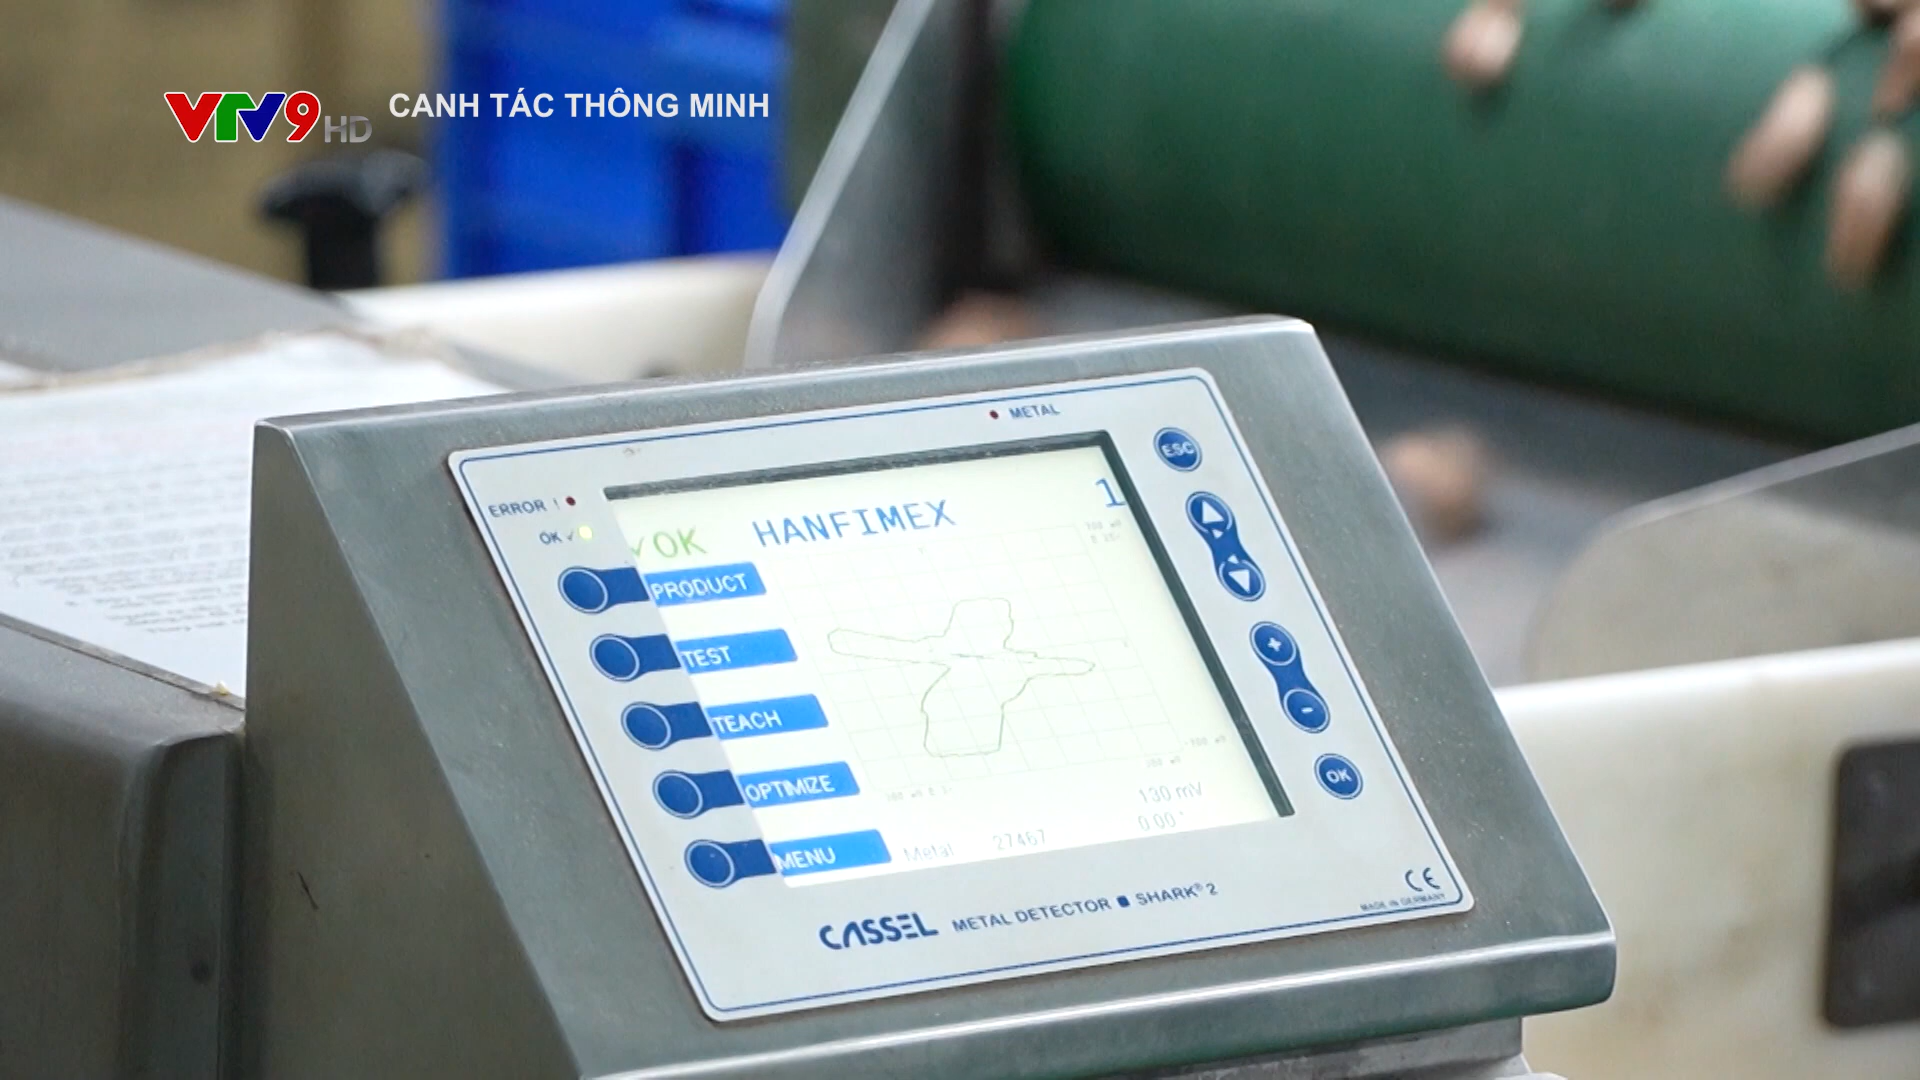 VTV9 HD CANH TÁC THÔNG MINH
METAL
ESC
ERROR !
OK ✓
✓OK HANFIMEX 1
PRODUCT
TEST
TEACH
OPTIMIZE
+
-
OK
130 mV
0.00 °
MENU Metal 27467
CASSEL METAL DETECTOR ■ SHARK® 2
CE
MADE IN GERMANY